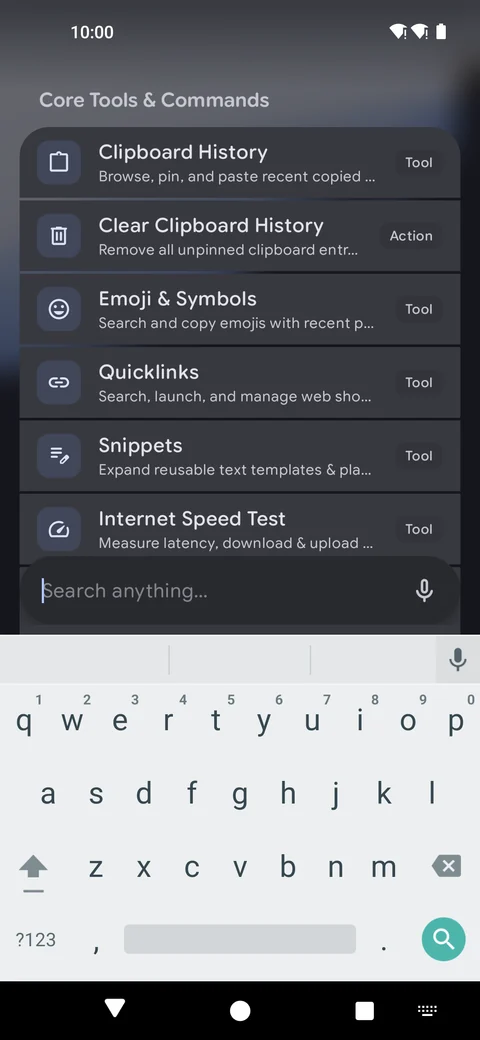 10:00
Core Tools & Commands
Clipboard History
Browse, pin, and paste recent copied ...
Tool
Clear Clipboard History
Remove all unpinned clipboard entr...
Action
Emoji & Symbols
Search and copy emojis with recent p...
Tool
Quicklinks
Search, launch, and manage web sho...
Tool
Snippets
Expand reusable text templates & pla...
Tool
Internet Speed Test
Measure latency, download & upload ...
Tool
Search anything...
1 2 3 4 5 6 7 8 9 0
q w e r t y u i o p
a s d f g h j k l
z x c v b n m
?123 , .